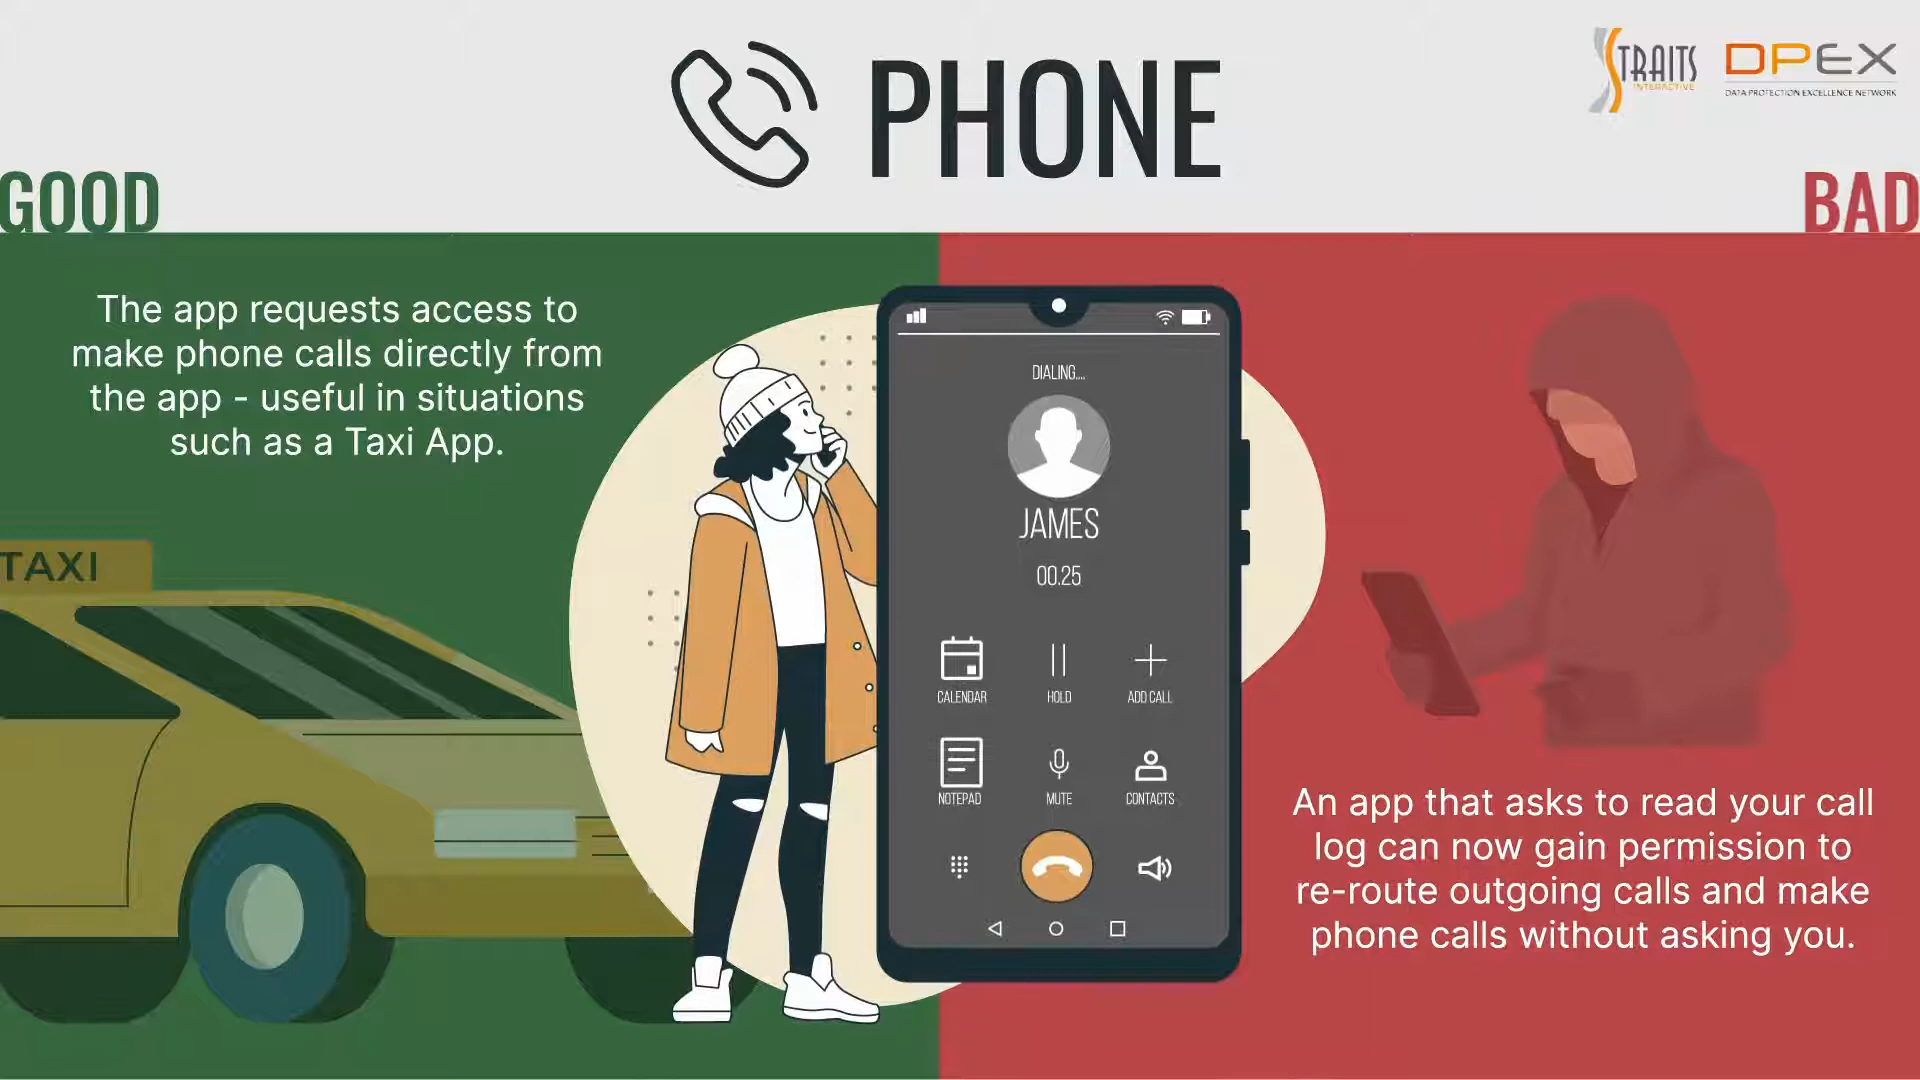 PHONE
STRAITS
INTERACTIVE
DPEX
DATA PROTECTION EXCELLENCE NETWORK
GOOD
BAD
The app requests access to
make phone calls directly from
the app - useful in situations
such as a Taxi App.
TAXI
DIALING....
JAMES
00.25
CALENDAR
HOLD
ADD CALL
NOTEPAD
MUTE
CONTACTS
An app that asks to read your call
log can now gain permission to
re-route outgoing calls and make
phone calls without asking you.